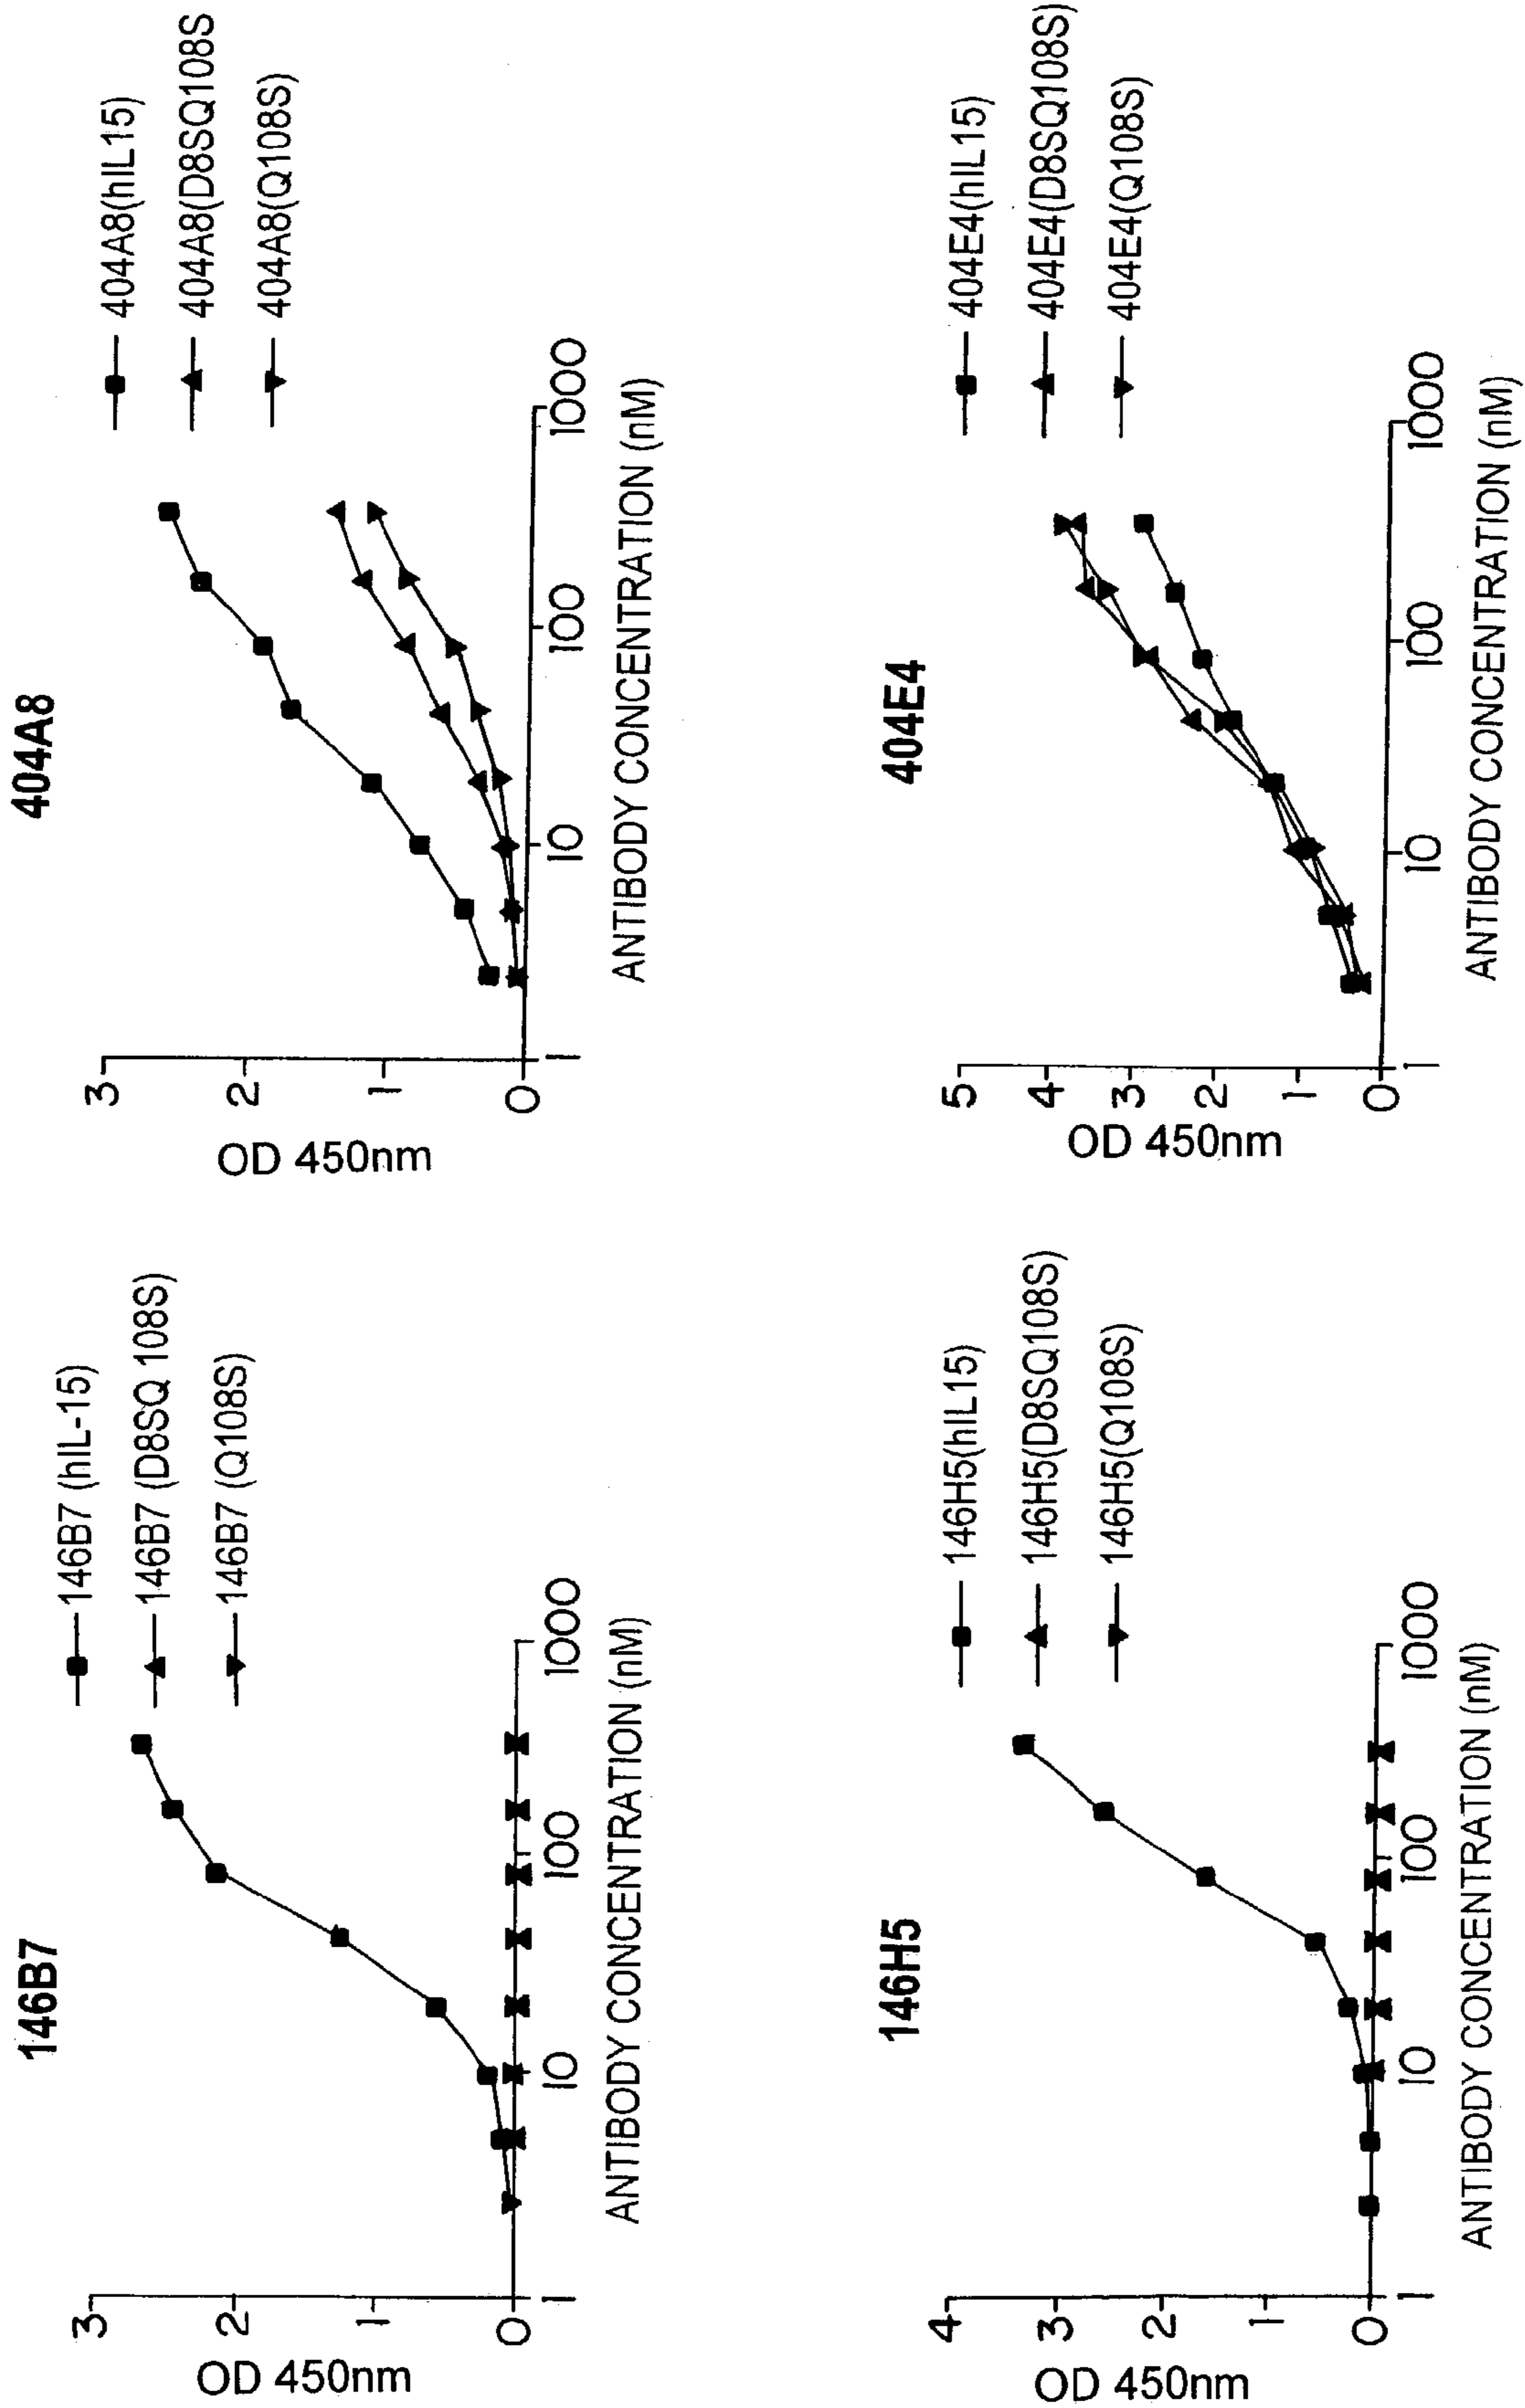 146B7
146B7 (hIL-15)
146B7 (D8SQ 108S)
146B7 (Q108S)
3
2
1
0
OD 450nm
1
10
100
1000
ANTIBODY CONCENTRATION (nM)
404A8
404A8(hIL15)
404A8(D8SQ108S
404A8(Q108S)
3
2
1
0
OD 450nm
1
10
100
1000
ANTIBODY CONCENTRATION (nM)
146H5
146H5(hIL15)
146H5(D8SQ108S)
146H5(Q108S)
4
3
2
1
0
OD 450nm
1
10
100
1000
ANTIBODY CONCENTRATION (nM)
404E4
404E4(hIL15)
404E4(D8SQ108S)
404E4(Q108S)
5
4
3
2
1
0
OD 450nm
1
10
100
1000
ANTIBODY CONCENTRATION (nM)